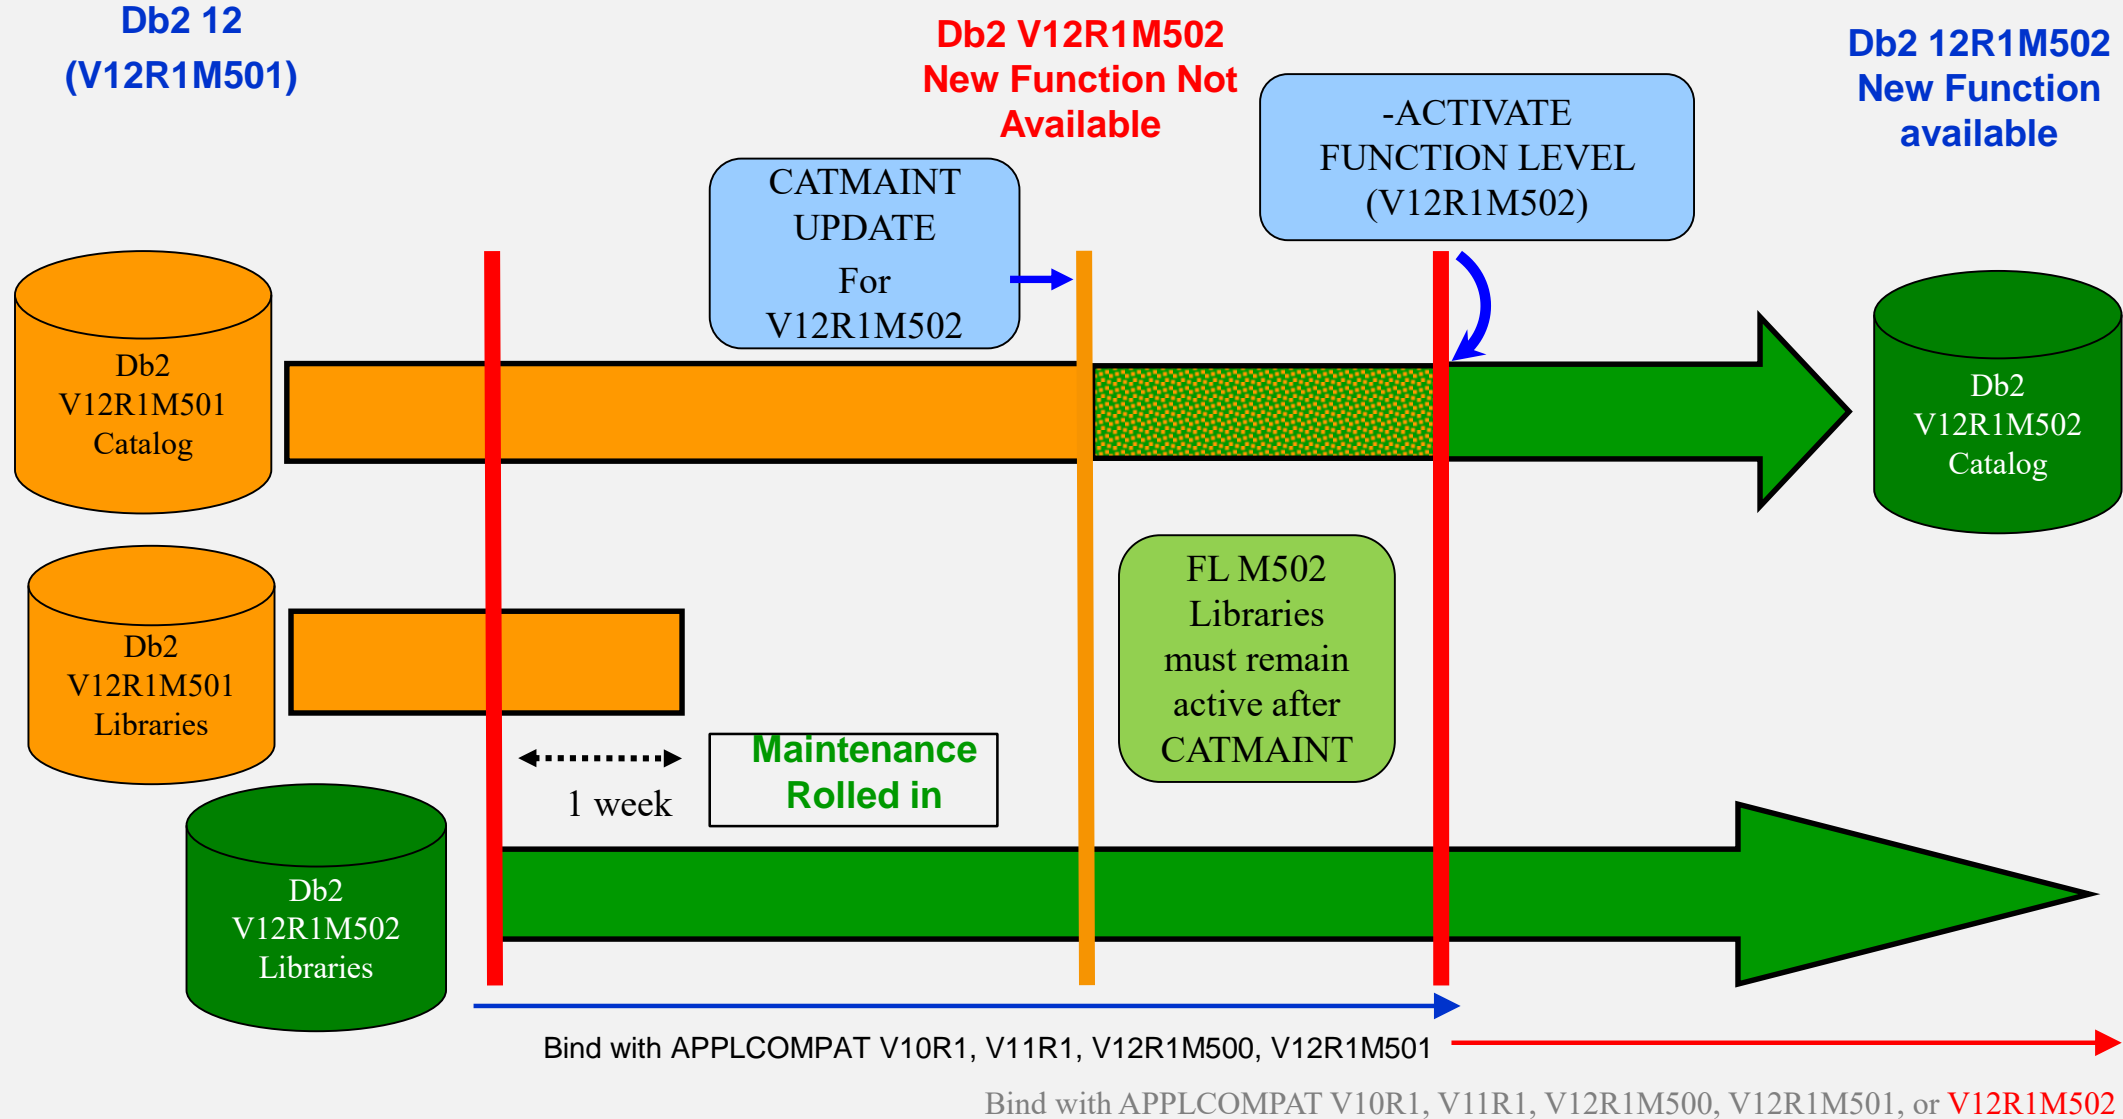 Db2 12
(V12R1M501)
Db2 V12R1M502
New Function Not
Available
Db2 12R1M502
New Function
available
-ACTIVATE
FUNCTION LEVEL
(V12R1M502)
CATMAINT
UPDATE
For
V12R1M502
Db2
V12R1M501
Catalog
Db2
V12R1M502
Catalog
Db2
V12R1M501
Libraries
FL M502
Libraries
must remain
active after
CATMAINT
1 week
Maintenance
Rolled in
Db2
V12R1M502
Libraries
Bind with APPLCOMPAT V10R1, V11R1, V12R1M500, V12R1M501
Bind with APPLCOMPAT V10R1, V11R1, V12R1M500, V12R1M501, or V12R1M502